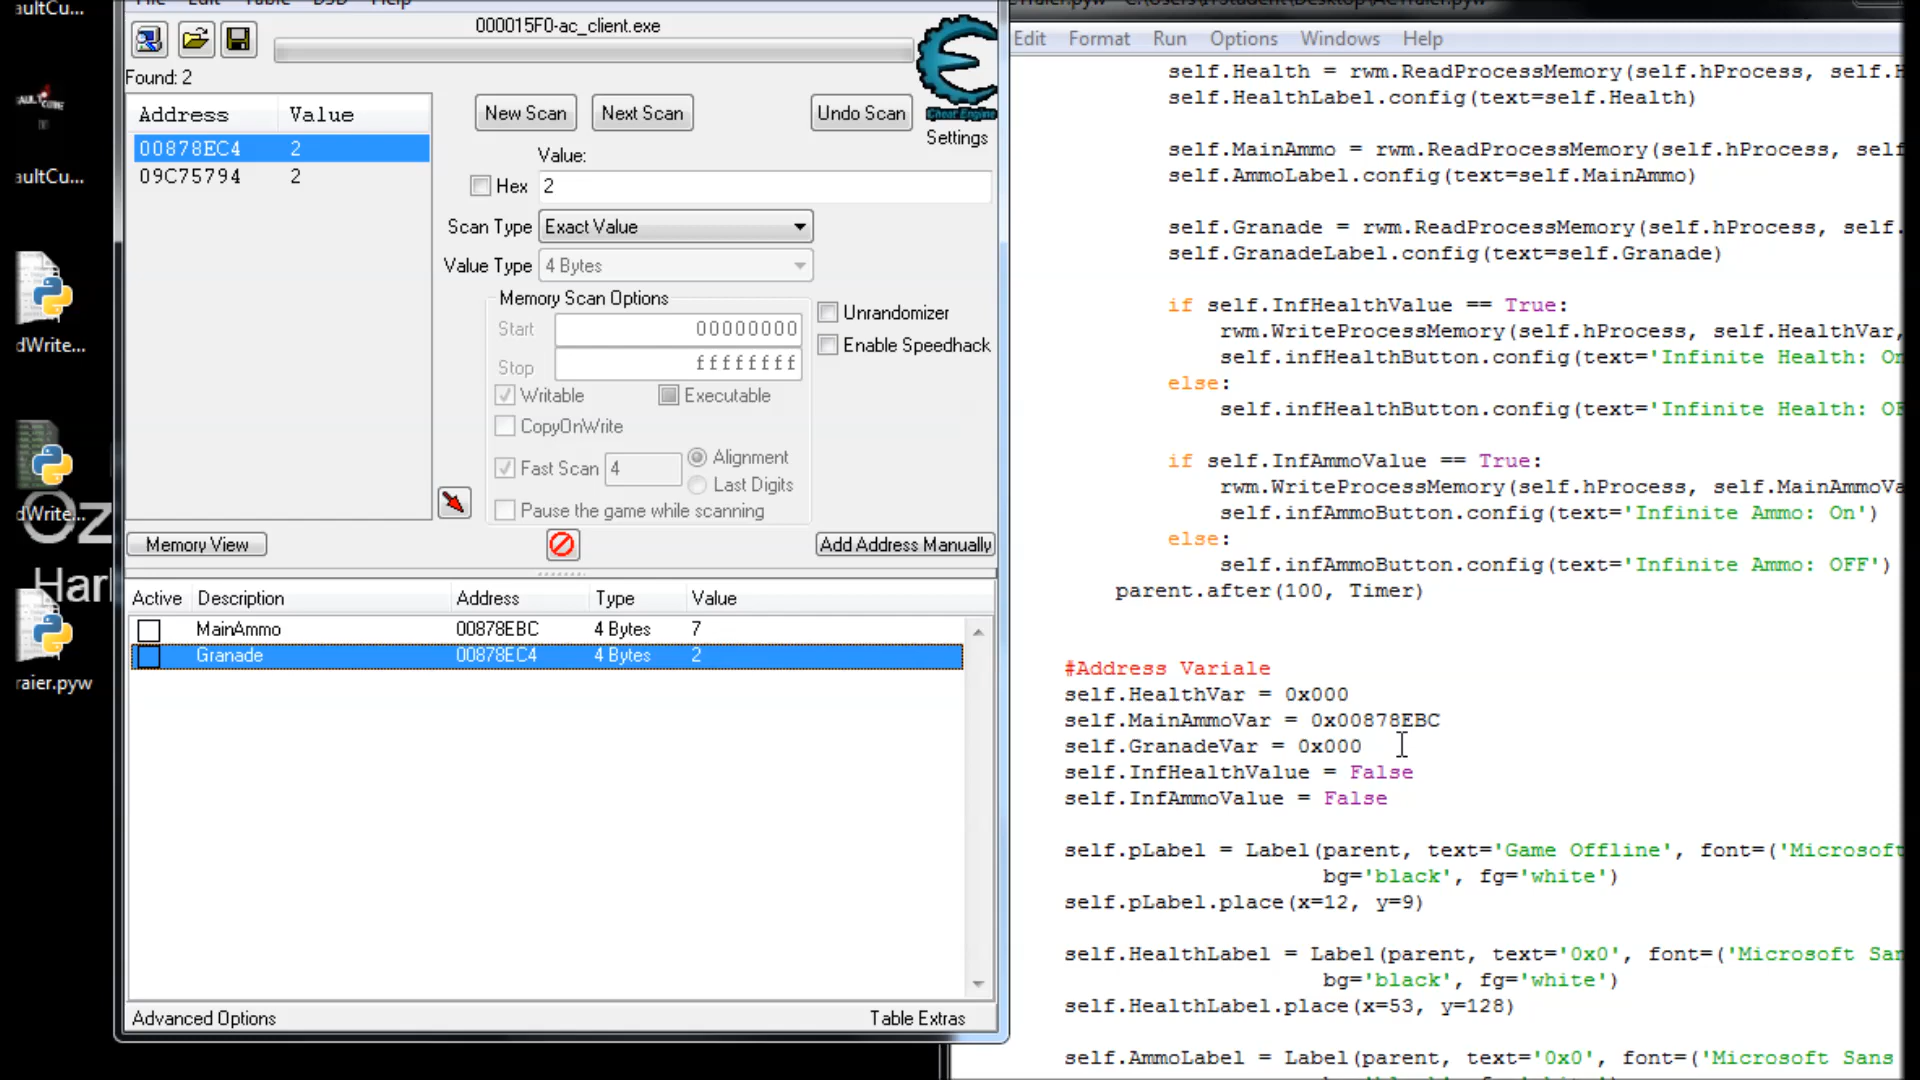 aultCu...
File Edit Table D3D Help
000015F0-ac_client.exe
Found: 2
Address Value
00878EC4 2
09C75794 2
New Scan Next Scan Undo Scan
Cheat Engine
Settings
Value:
Hex 2
Scan Type Exact Value
Value Type 4 Bytes
Memory Scan Options
Start 00000000
Stop ffffffff
Writable Executable
CopyOnWrite
Fast Scan 4 Alignment
Last Digits
Pause the game while scanning
Unrandomizer
Enable Speedhack
Memory View Add Address Manually
Active Description Address Type Value
MainAmmo 00878EBC 4 Bytes 7
Granade 00878EC4 4 Bytes 2
Advanced Options Table Extras
aultCu...
dWrite...
dWrite...
Oz
Harl
raier.pyw
Edit Format Run Options Windows Help
self.Health = rwm.ReadProcessMemory(self.hProcess, self.H
self.HealthLabel.config(text=self.Health)
self.MainAmmo = rwm.ReadProcessMemory(self.hProcess, self
self.AmmoLabel.config(text=self.MainAmmo)
self.Granade = rwm.ReadProcessMemory(self.hProcess, self.
self.GranadeLabel.config(text=self.Granade)
if self.InfHealthValue == True:
rwm.WriteProcessMemory(self.hProcess, self.HealthVar,
self.infHealthButton.config(text='Infinite Health: On
else:
self.infHealthButton.config(text='Infinite Health: OF
if self.InfAmmoValue == True:
rwm.WriteProcessMemory(self.hProcess, self.MainAmmoVa
self.infAmmoButton.config(text='Infinite Ammo: On')
else:
self.infAmmoButton.config(text='Infinite Ammo: OFF')
parent.after(100, Timer)
#Address Variale
self.HealthVar = 0x000
self.MainAmmoVar = 0x00878EBC
self.GranadeVar = 0x000
self.InfHealthValue = False
self.InfAmmoValue = False
self.pLabel = Label(parent, text='Game Offline', font=('Microsoft
bg='black', fg='white')
self.pLabel.place(x=12, y=9)
self.HealthLabel = Label(parent, text='0x0', font=('Microsoft San
bg='black', fg='white')
self.HealthLabel.place(x=53, y=128)
self.AmmoLabel = Label(parent, text='0x0', font=('Microsoft Sans